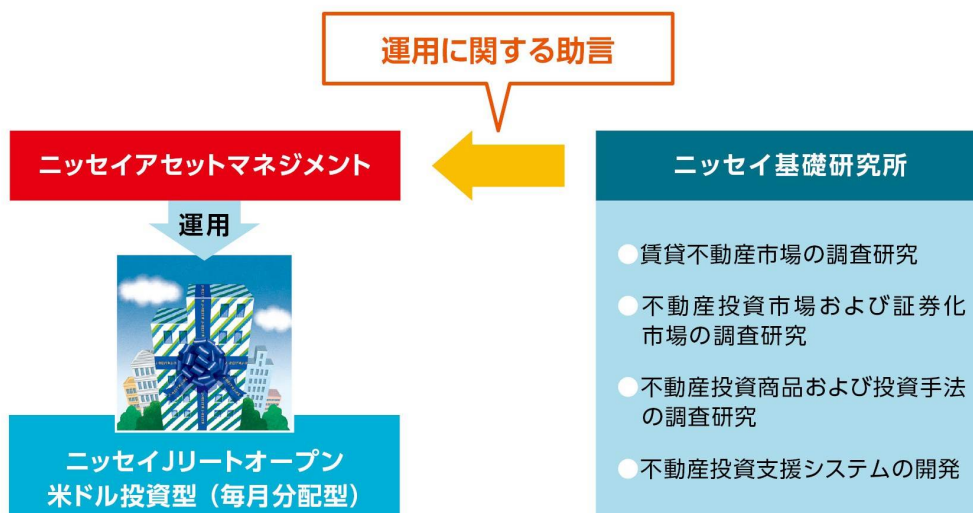 運用に関する助言
ニッセイアセットマネジメント
運用
ニッセイJリートオープン
米ドル投資型（毎月分配型）
ニッセイ基礎研究所
●賃貸不動産市場の調査研究
●不動産投資市場および証券化
市場の調査研究
●不動産投資商品および投資手法
の調査研究
●不動産投資支援システムの開発